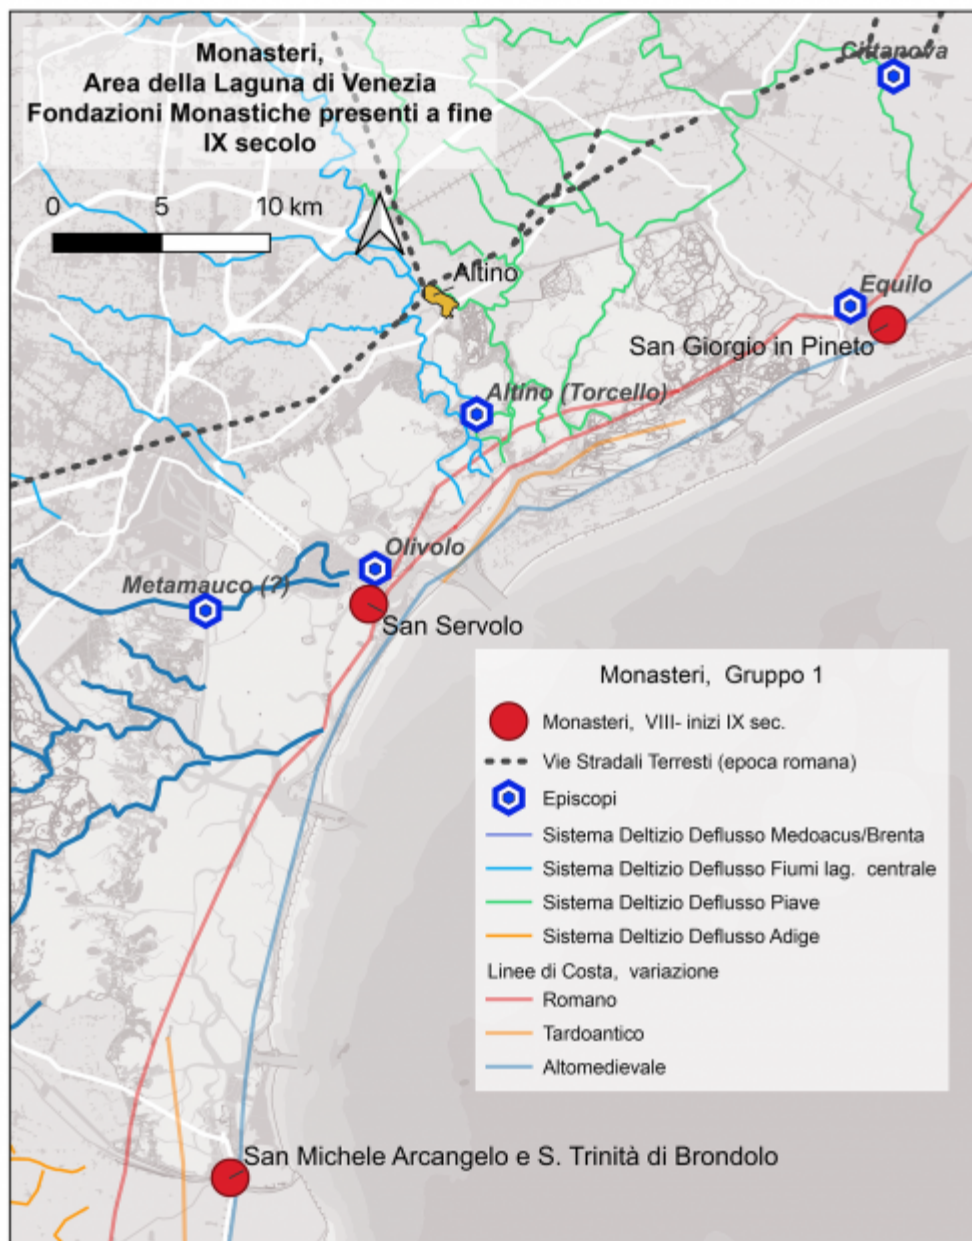 Monasteri,
Area della Laguna di Venezia
Fondazioni Monastiche presenti a fine
IX secolo
0 5 10 km
Cittanova
Altino
Equilo
San Giorgio in Pineto
Altino (Torcello)
Olivolo
Metamauco (?)
San Servolo
Monasteri, Gruppo 1
Monasteri, VIII- inizi IX sec.
Vie Stradali Terresti (epoca romana)
Episcopi
Sistema Deltizio Deflusso Medoacus/Brenta
Sistema Deltizio Deflusso Fiumi lag. centrale
Sistema Deltizio Deflusso Piave
Sistema Deltizio Deflusso Adige
Linee di Costa, variazione
Romano
Tardoantico
Altomedievale
San Michele Arcangelo e S. Trinità di Brondolo